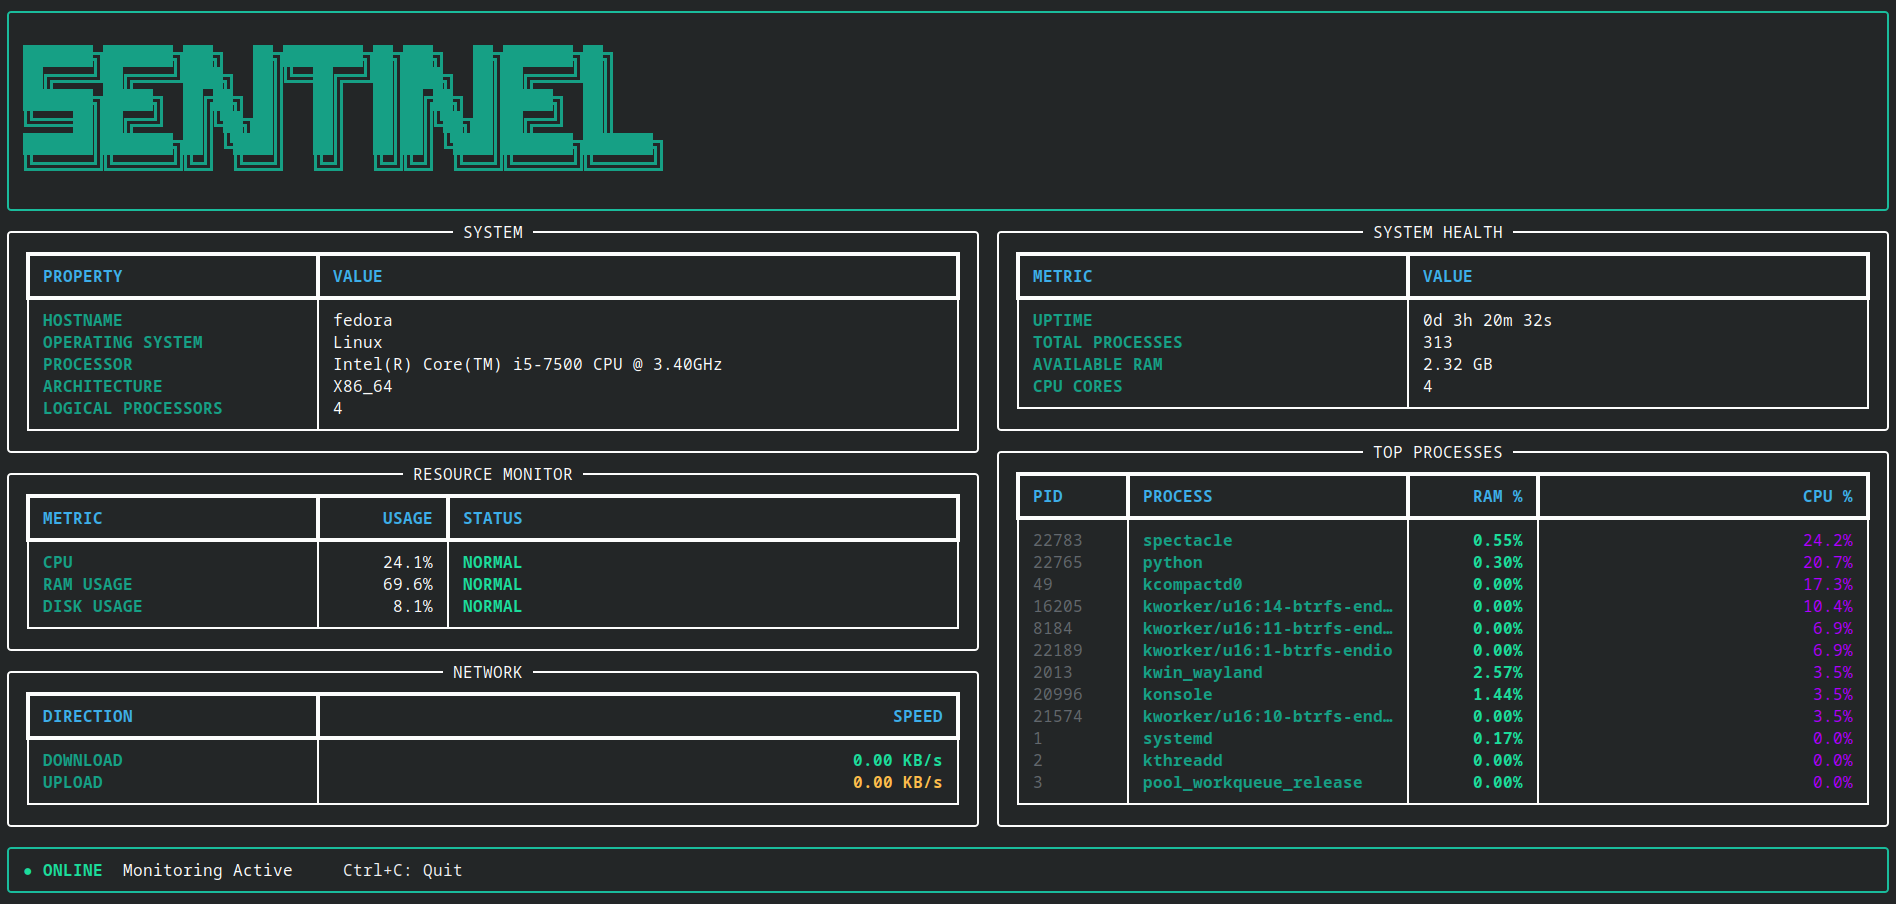 SENTINEL
SYSTEM
PROPERTY VALUE
HOSTNAME fedora
OPERATING SYSTEM Linux
PROCESSOR Intel(R) Core(TM) i5-7500 CPU @ 3.40GHz
ARCHITECTURE X86_64
LOGICAL PROCESSORS 4
RESOURCE MONITOR
METRIC USAGE STATUS
CPU 24.1% NORMAL
RAM USAGE 69.6% NORMAL
DISK USAGE 8.1% NORMAL
NETWORK
DIRECTION SPEED
DOWNLOAD 0.00 KB/s
UPLOAD 0.00 KB/s
SYSTEM HEALTH
METRIC VALUE
UPTIME 0d 3h 20m 32s
TOTAL PROCESSES 313
AVAILABLE RAM 2.32 GB
CPU CORES 4
TOP PROCESSES
PID PROCESS RAM % CPU %
22783 spectacle 0.55% 24.2%
22765 python 0.30% 20.7%
49 kcompactd0 0.00% 17.3%
16205 kworker/u16:14-btrfs-end… 0.00% 10.4%
8184 kworker/u16:11-btrfs-end… 0.00% 6.9%
22189 kworker/u16:1-btrfs-endio 0.00% 6.9%
2013 kwin_wayland 2.57% 3.5%
20996 konsole 1.44% 3.5%
21574 kworker/u16:10-btrfs-end… 0.00% 3.5%
1 systemd 0.17% 0.0%
2 kthreadd 0.00% 0.0%
3 pool_workqueue_release 0.00% 0.0%
● ONLINE Monitoring Active Ctrl+C: Quit